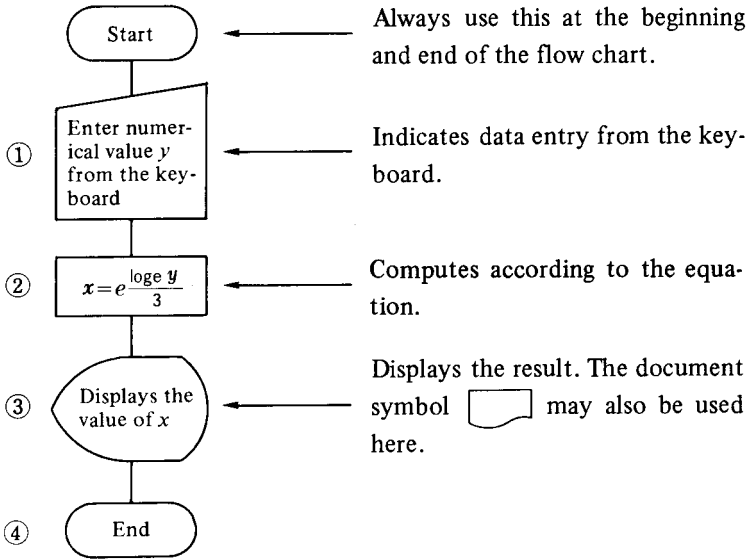 Start
Always use this at the beginning
and end of the flow chart.
①
Enter numer-
ical value y
from the key-
board
Indicates data entry from the key-
board.
②
x=e^(loge y/3)
Computes according to the equa-
tion.
③
Displays the
value of x
Displays the result. The document
symbol may also be used
here.
④
End